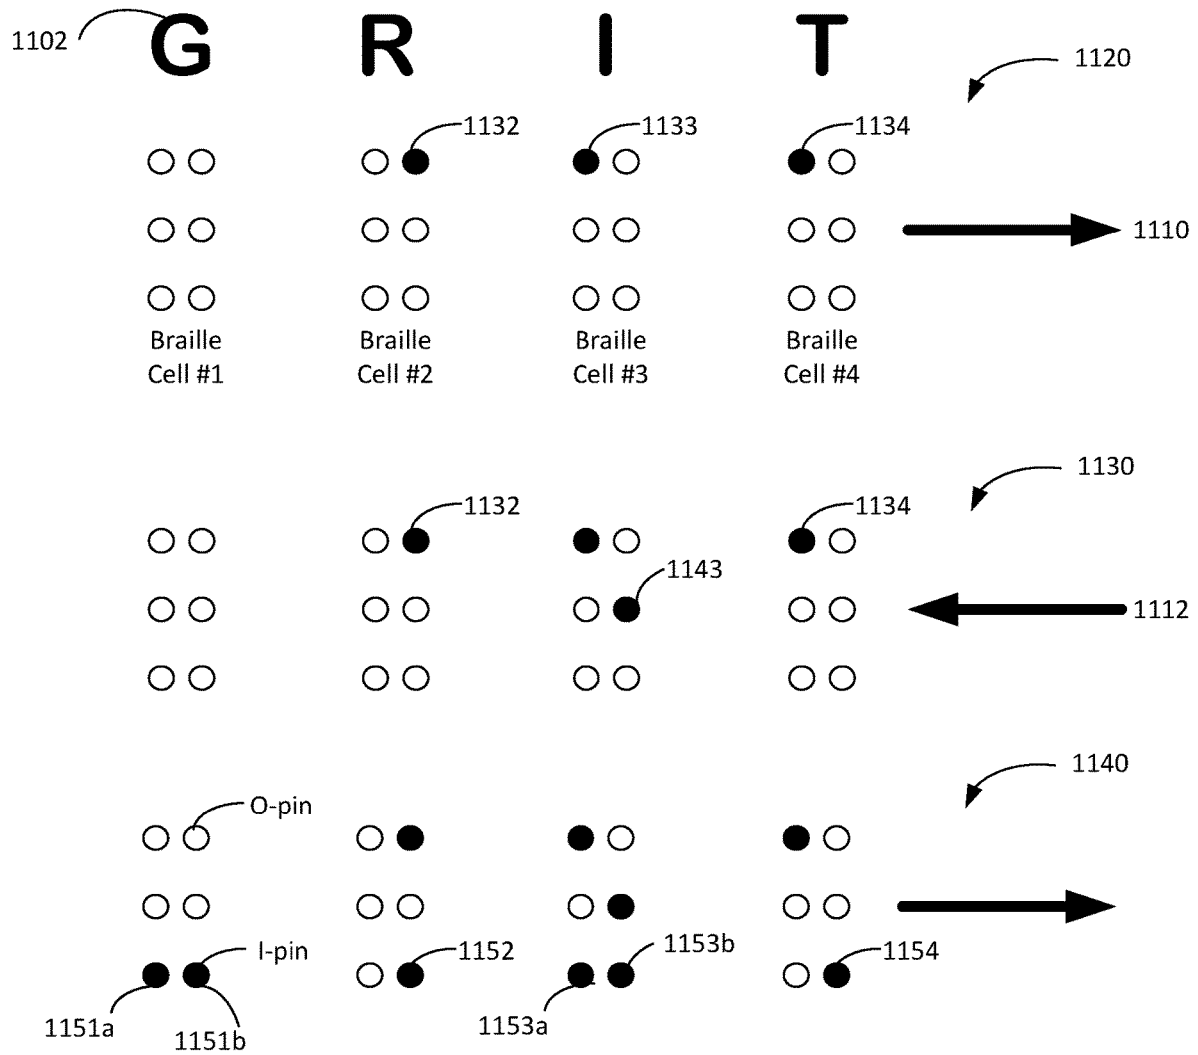 1102 G R I T
1120
1132 1133 1134
1110
Braille Braille Braille Braille
Cell #1 Cell #2 Cell #3 Cell #4
1130
1132 1134
1143
1112
1140
O-pin
I-pin 1152 1153b 1154
1151a 1151b 1153a